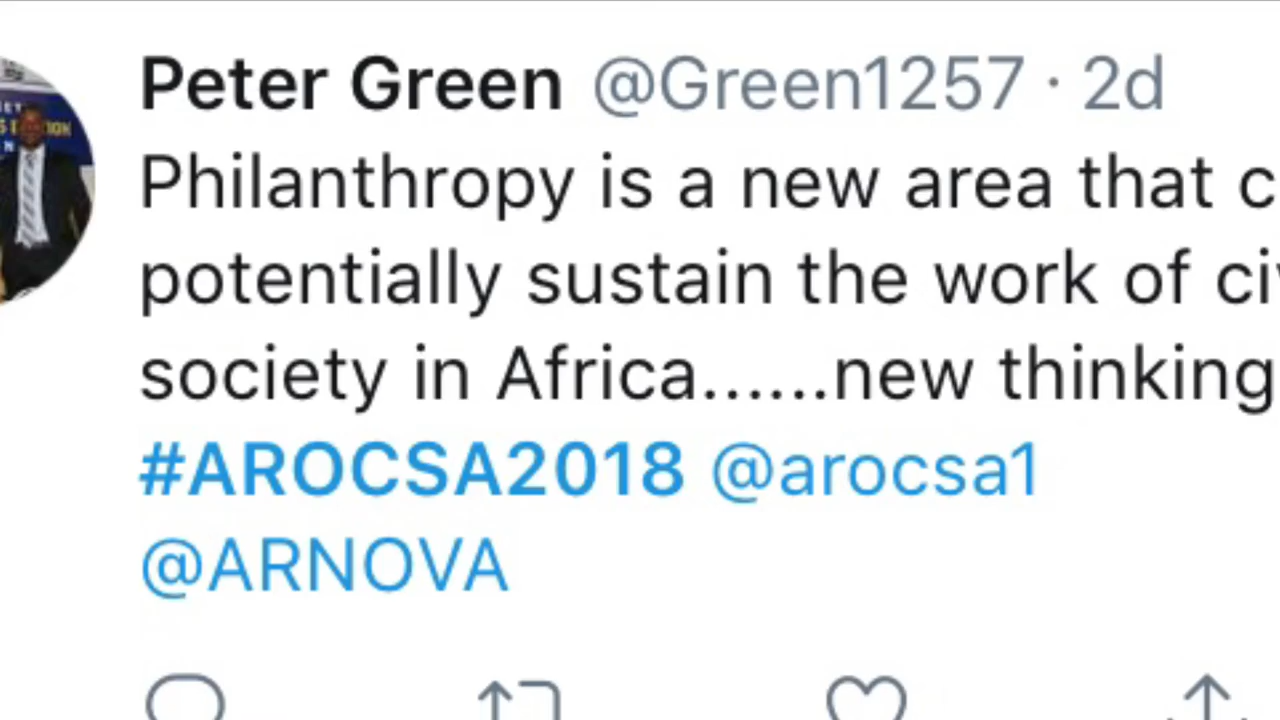 Peter Green @Green1257 · 2d
Philanthropy is a new area that
potentially sustain the work of
society in Africa......new thinking
#AROCSA2018 @arocsa1
@ARNOVA